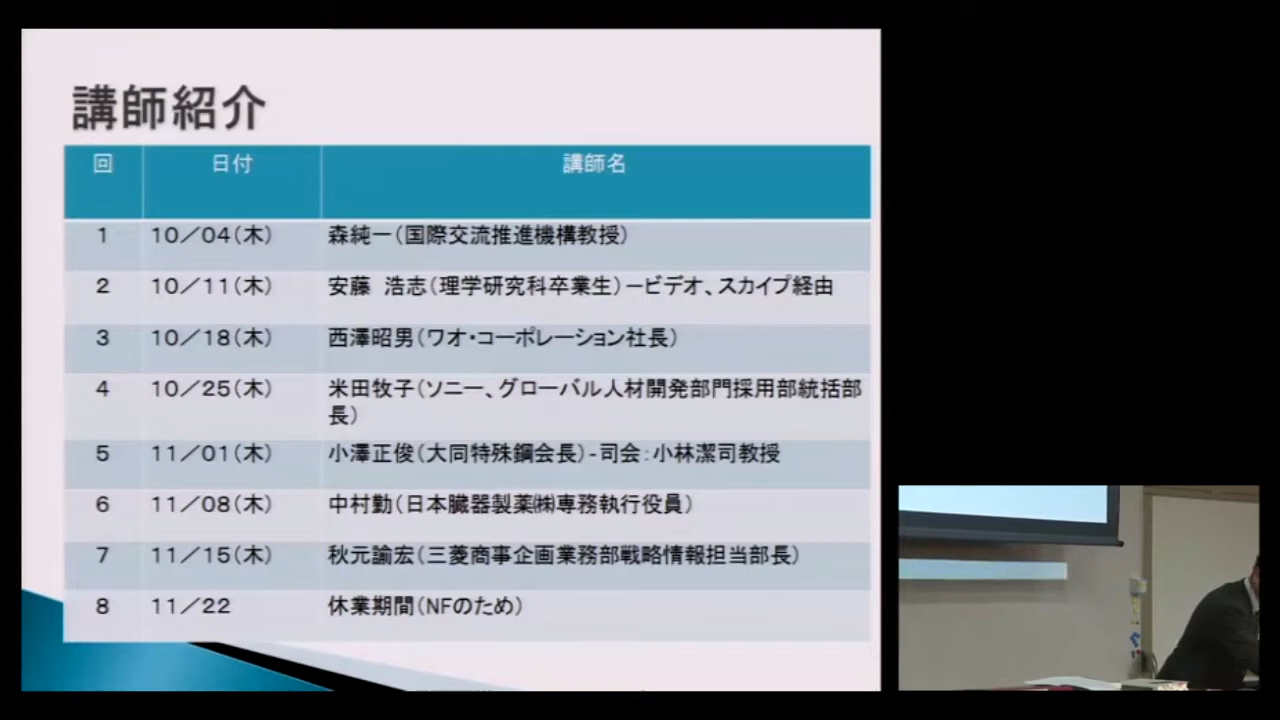 講師紹介
回 日付 講師名
1 10／04(木) 森純一(国際交流推進機構教授)
2 10／11(木) 安藤 浩志(理学研究科卒業生)－ビデオ、スカイプ経由
3 10／18(木) 西澤昭男(ワオ・コーポレーション社長)
4 10／25(木) 米田牧子(ソニー、グローバル人材開発部門採用部統括部
長)
5 11／01(木) 小澤正俊(大同特殊鋼会長)-司会：小林潔司教授
6 11／08(木) 中村勤(日本臓器製薬㈱専務執行役員)
7 11／15(木) 秋元諭宏(三菱商事企画業務部戦略情報担当部長)
8 11／22 休業期間(NFのため)